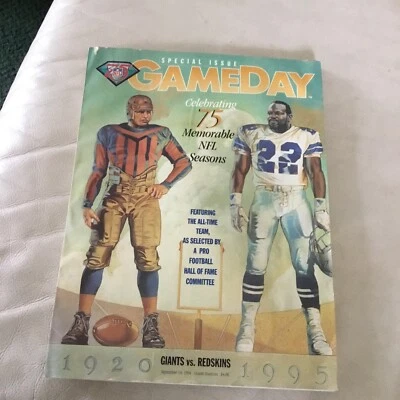 SPECIAL ISSUE
GAMEDAY
Celebrating
75
Memorable
NFL
Seasons
22
FEATURING
THE ALL-TIME
TEAM,
AS SELECTED BY
A PRO
FOOTBALL
HALL OF FAME
COMMITTEE
1920
GIANTS vs. REDSKINS
1995